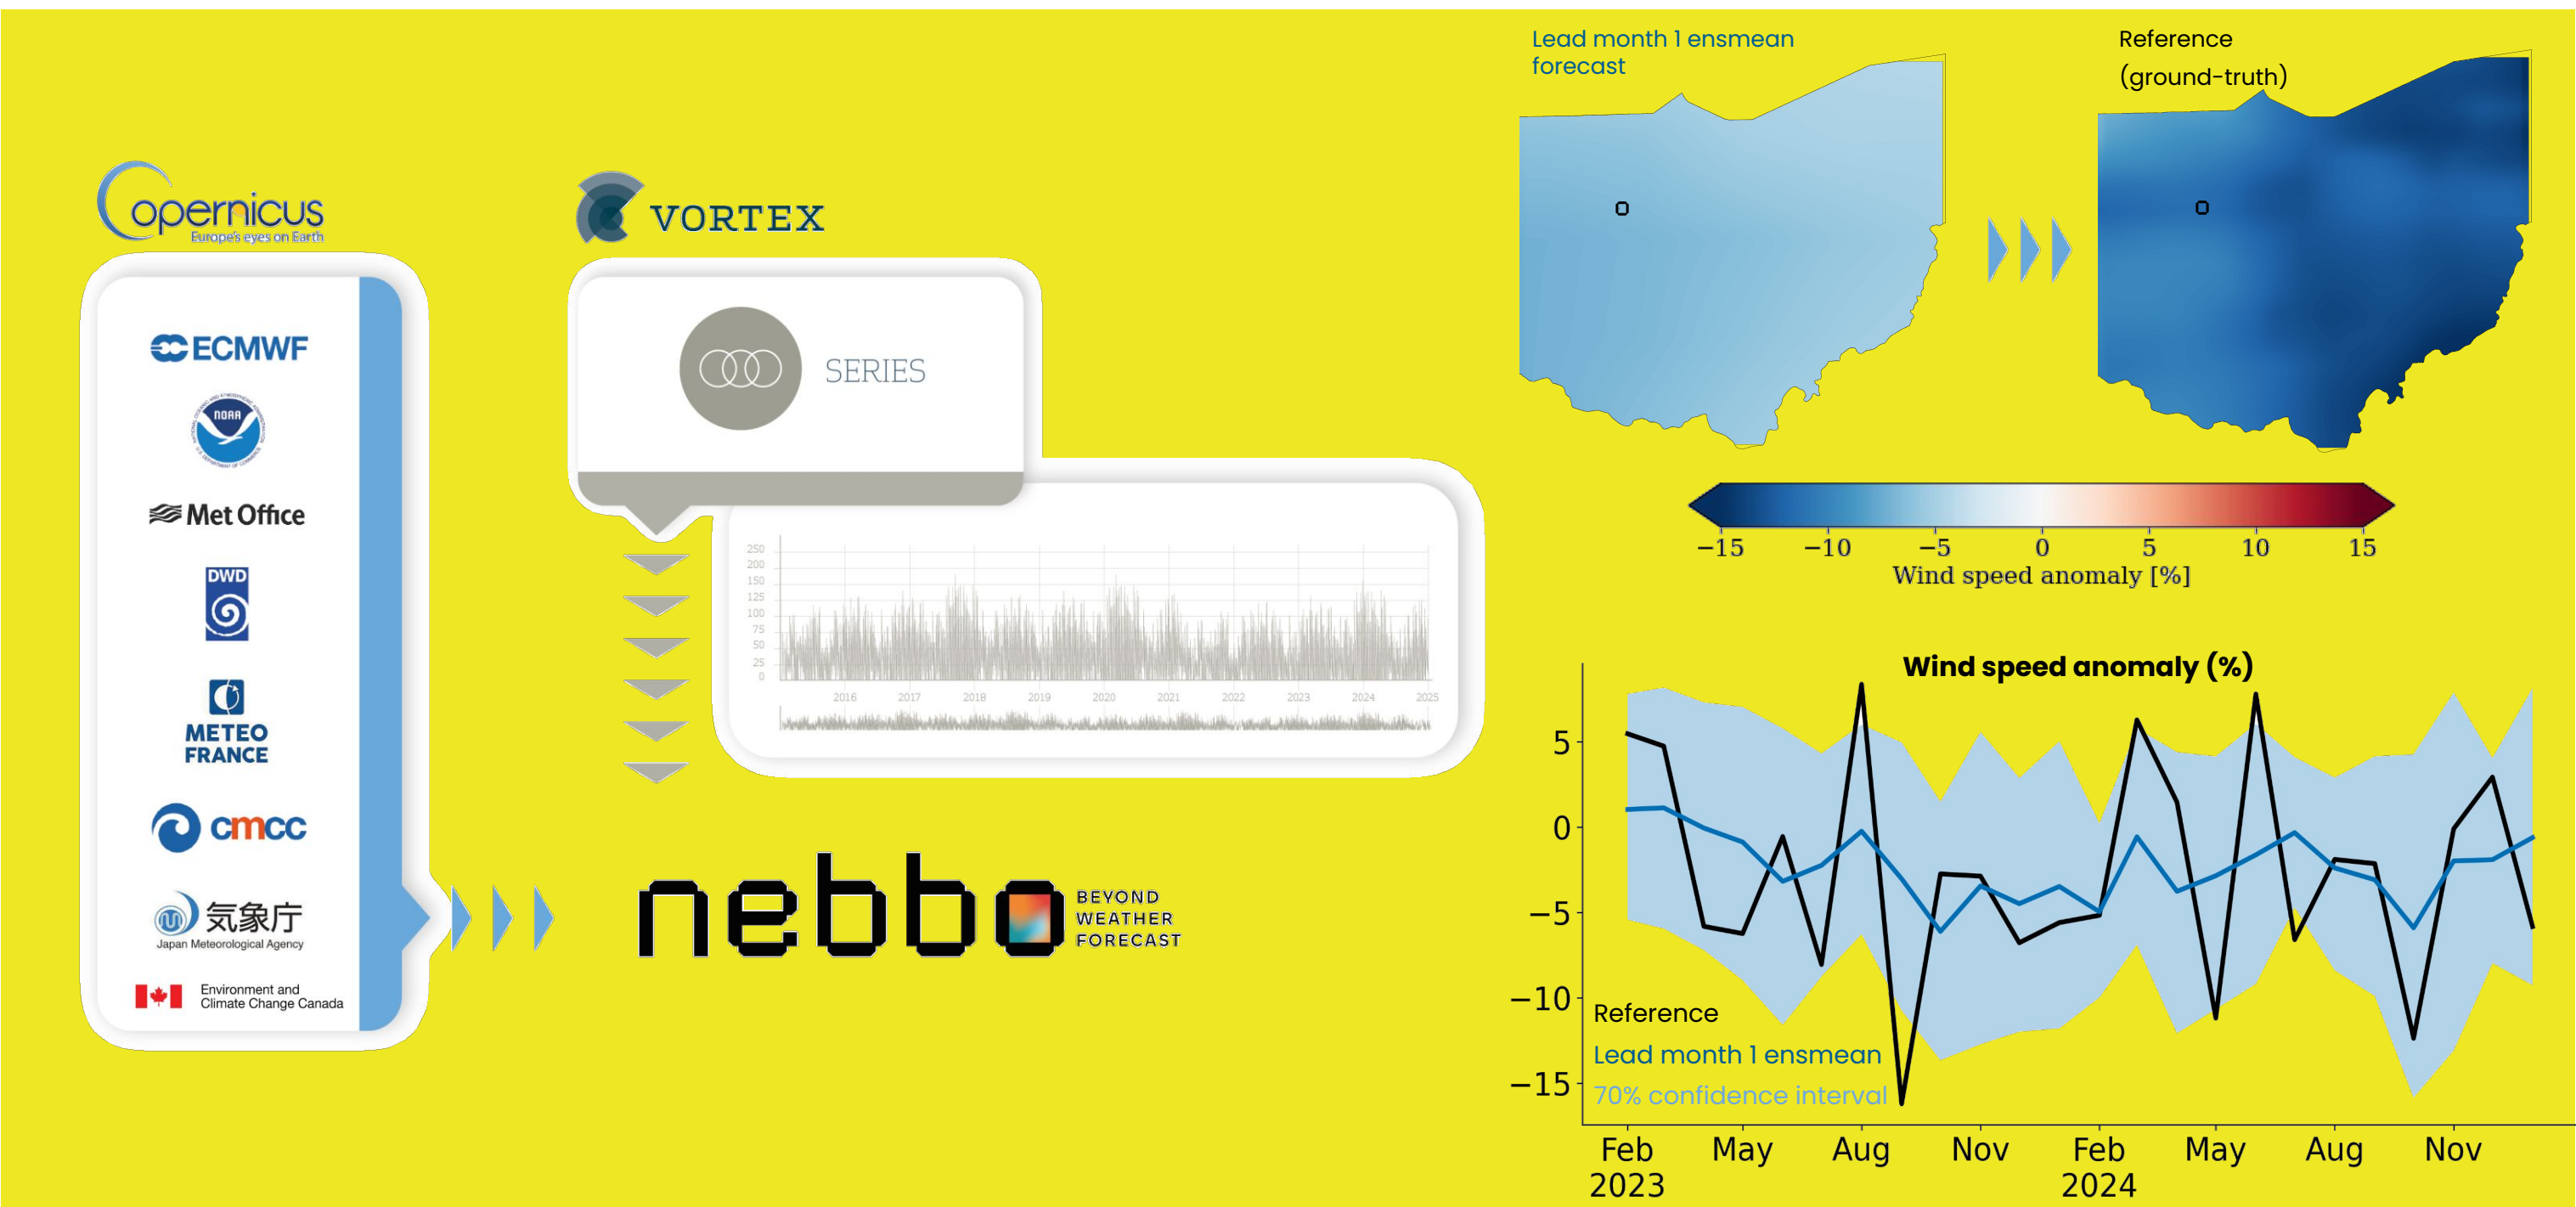 Copernicus
Europe's eyes on Earth
ECMWF
NOAA
Met Office
DWD
METEO
FRANCE
cmcc
気象庁
Japan Meteorological Agency
Environment and
Climate Change Canada
VORTEX
SERIES
250
200
150
125
100
75
50
25
0
2016 2017 2018 2019 2020 2021 2022 2023 2024 2025
nebbo
BEYOND
WEATHER
FORECAST
Lead month 1 ensmean
forecast
Reference
(ground-truth)
−15 −10 −5 0 5 10 15
Wind speed anomaly [%]
Wind speed anomaly (%)
5
0
−5
−10
−15
Reference
Lead month 1 ensmean
70% confidence interval
Feb May Aug Nov Feb May Aug Nov
2023 2024